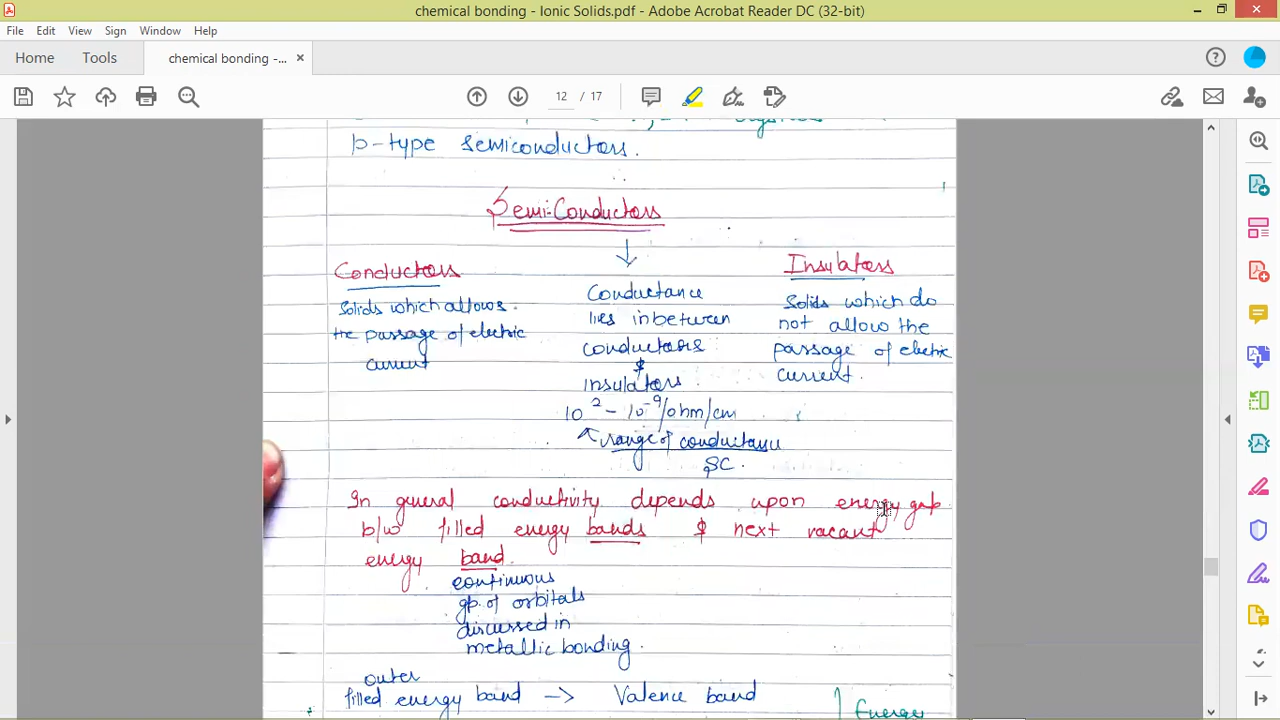 chemical bonding - Ionic Solids.pdf - Adobe Acrobat Reader DC (32-bit)
File Edit View Sign Window Help
Home Tools chemical bonding -... ×
12 / 17
p-type semiconductors.
Semi-Conductors
Conductors
Solids which allows
the passage of electric
current
Conductance
lies in between
conductors
&
insulators
10² - 10⁻⁹/ohm/cm
range of conductance
SC.
Insulators
Solids which do
not allow the
passage of electric
current.
In general conductivity depends upon energy gap
b/w filled energy bands & next vacant
energy band.
continuous
gp. of orbitals
discussed in
metallic bonding.
outer
filled energy band -> Valence band
Energy